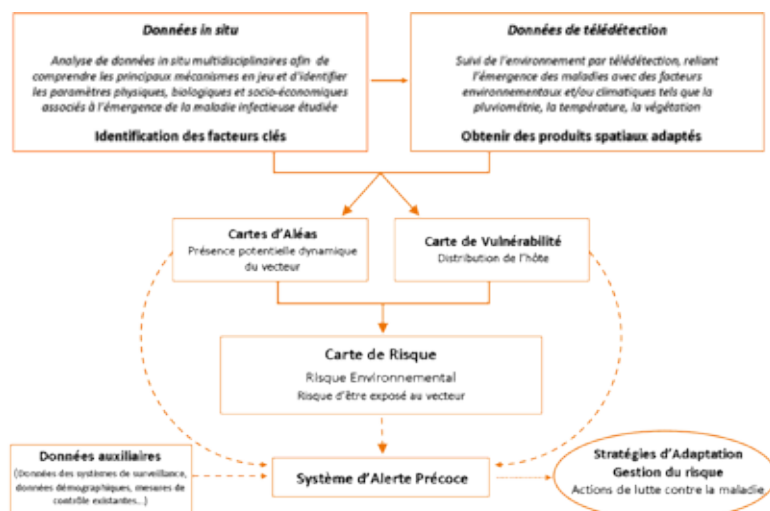 Données in situ
Analyse de données in situ multidisciplinaires afin de
comprendre les principaux mécanismes en jeu et d'identifier
les paramètres physiques, biologiques et socio-économiques
associés à l'émergence de la maladie infectieuse étudiée
Identification des facteurs clés
Données de télédétection
Suivi de l'environnement par télédétection, reliant
l'émergence des maladies avec des facteurs
environnementaux et/ou climatiques tels que la
pluviométrie, la température, la végétation
Obtenir des produits spatiaux adaptés
Cartes d'Aléas
Présence potentielle dynamique
du vecteur
Carte de Vulnérabilité
Distribution de l'hôte
Carte de Risque
Risque Environnemental
Risque d'être exposé au vecteur
Données auxiliaires
(Données des systèmes de surveillance,
données démographiques, mesures de
contrôle existantes...)
Système d'Alerte Précoce
Stratégies d'Adaptation
Gestion du risque
Actions de lutte contre la maladie